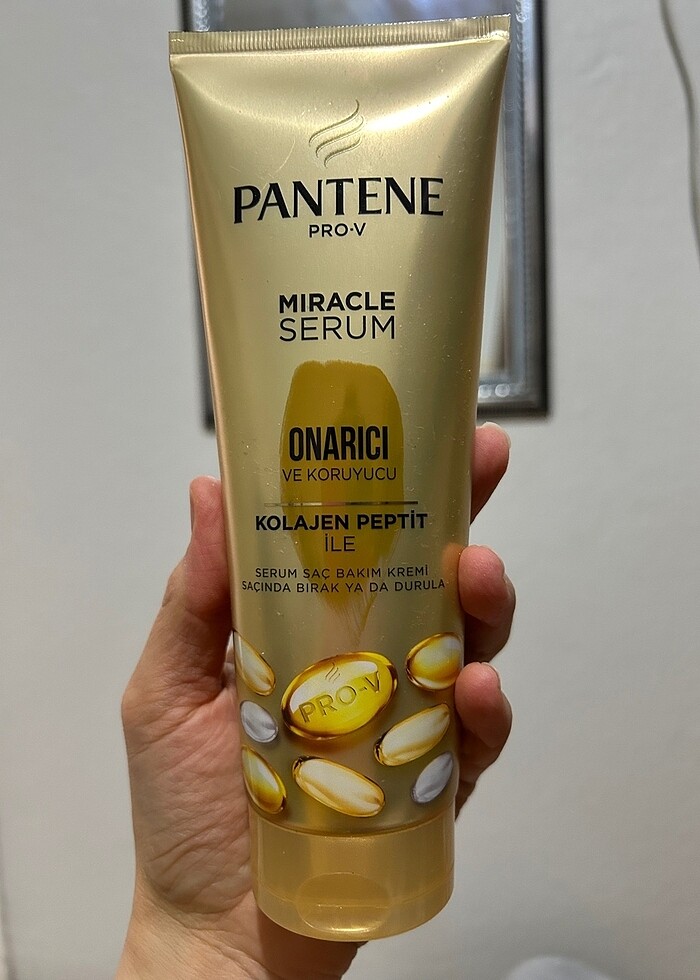 PANTENE
PRO-V
MIRACLE
SERUM
ONARICI
VE KORUYUCU
KOLAJEN PEPTİT
İLE
SERUM SAÇ BAKIM KREMİ
SAÇINDA BIRAK YA DA DURULA
PRO-V